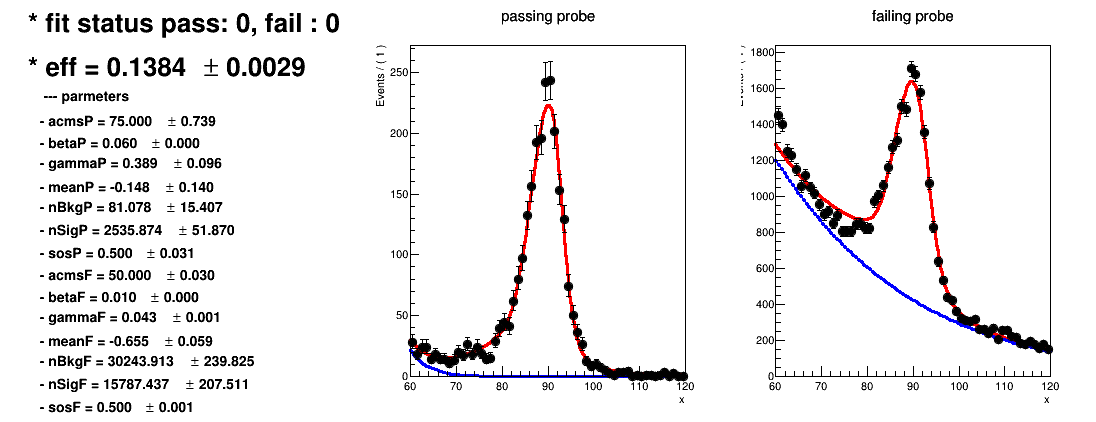 * fit status pass: 0, fail : 0
* eff = 0.1384 ± 0.0029
--- parmeters
- acmsP = 75.000 ± 0.739
- betaP = 0.060 ± 0.000
- gammaP = 0.389 ± 0.096
- meanP = -0.148 ± 0.140
- nBkgP = 81.078 ± 15.407
- nSigP = 2535.874 ± 51.870
- sosP = 0.500 ± 0.031
- acmsF = 50.000 ± 0.030
- betaF = 0.010 ± 0.000
- gammaF = 0.043 ± 0.001
- meanF = -0.655 ± 0.059
- nBkgF = 30243.913 ± 239.825
- nSigF = 15787.437 ± 207.511
- sosF = 0.500 ± 0.001
passing probe
Events / ( 1 )
250
200
150
100
50
0
60 70 80 90 100 110 120
x
failing probe
1800
1600
1400
1200
1000
800
600
400
200
0
60 70 80 90 100 110 120
x